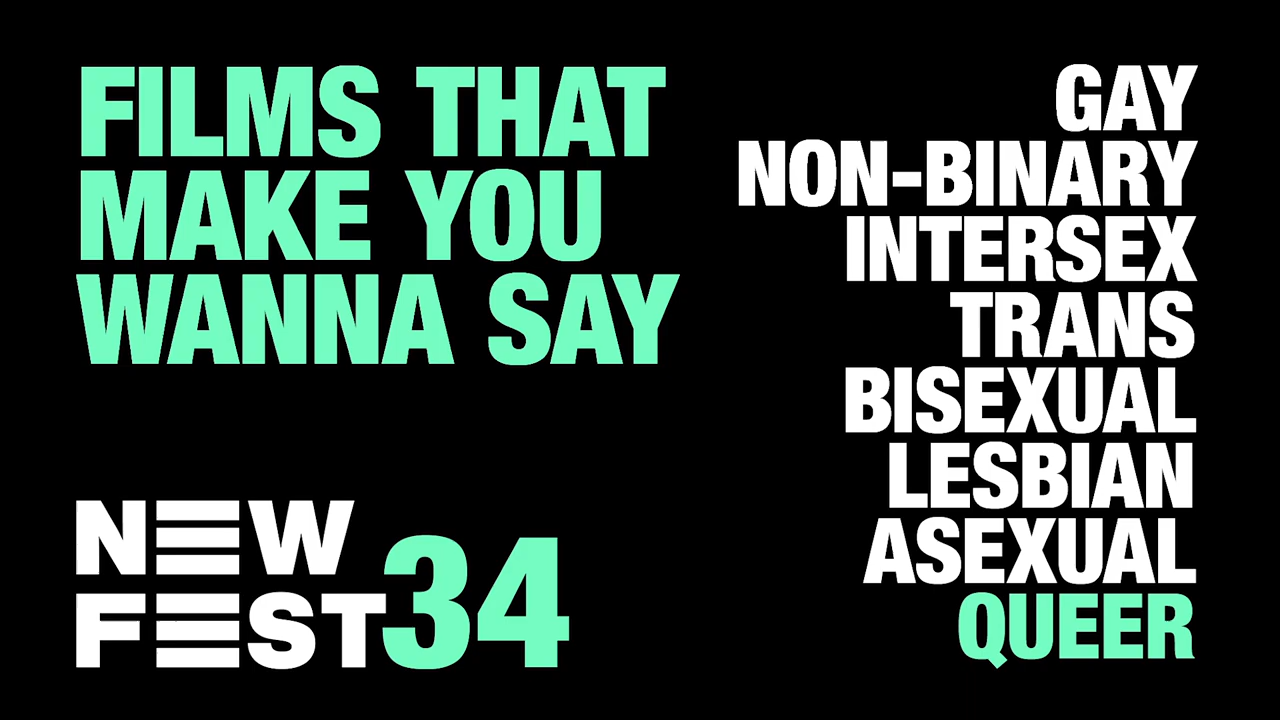 FILMS THAT
MAKE YOU
WANNA SAY
NEW
FEST34
GAY
NON-BINARY
INTERSEX
TRANS
BISEXUAL
LESBIAN
ASEXUAL
QUEER